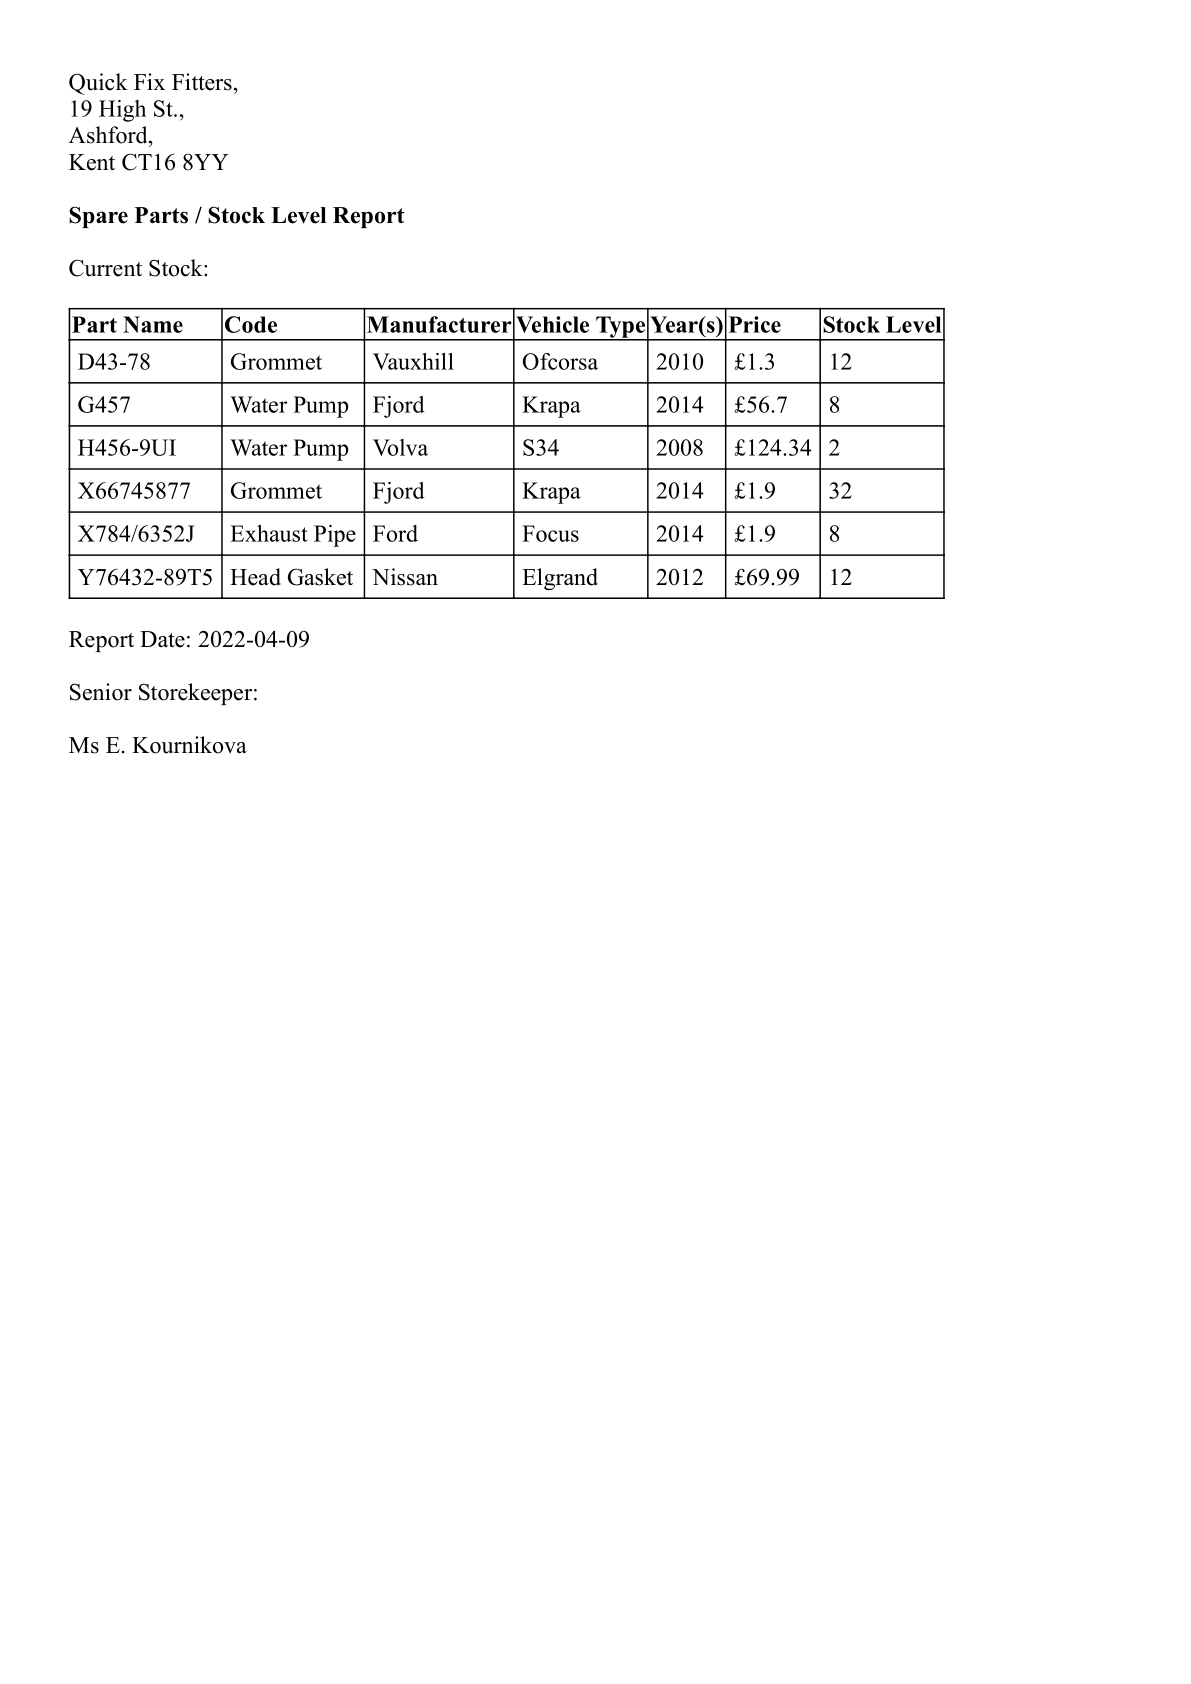 Quick Fix Fitters,
19 High St.,
Ashford,
Kent CT16 8YY
Spare Parts / Stock Level Report
Current Stock:
Part Name Code Manufacturer Vehicle Type Year(s) Price Stock Level
D43-78 Grommet Vauxhill Ofcorsa 2010 £1.3 12
G457 Water Pump Fjord Krapa 2014 £56.7 8
H456-9UI Water Pump Volva S34 2008 £124.34 2
X66745877 Grommet Fjord Krapa 2014 £1.9 32
X784/6352J Exhaust Pipe Ford Focus 2014 £1.9 8
Y76432-89T5 Head Gasket Nissan Elgrand 2012 £69.99 12
Report Date: 2022-04-09
Senior Storekeeper:
Ms E. Kournikova